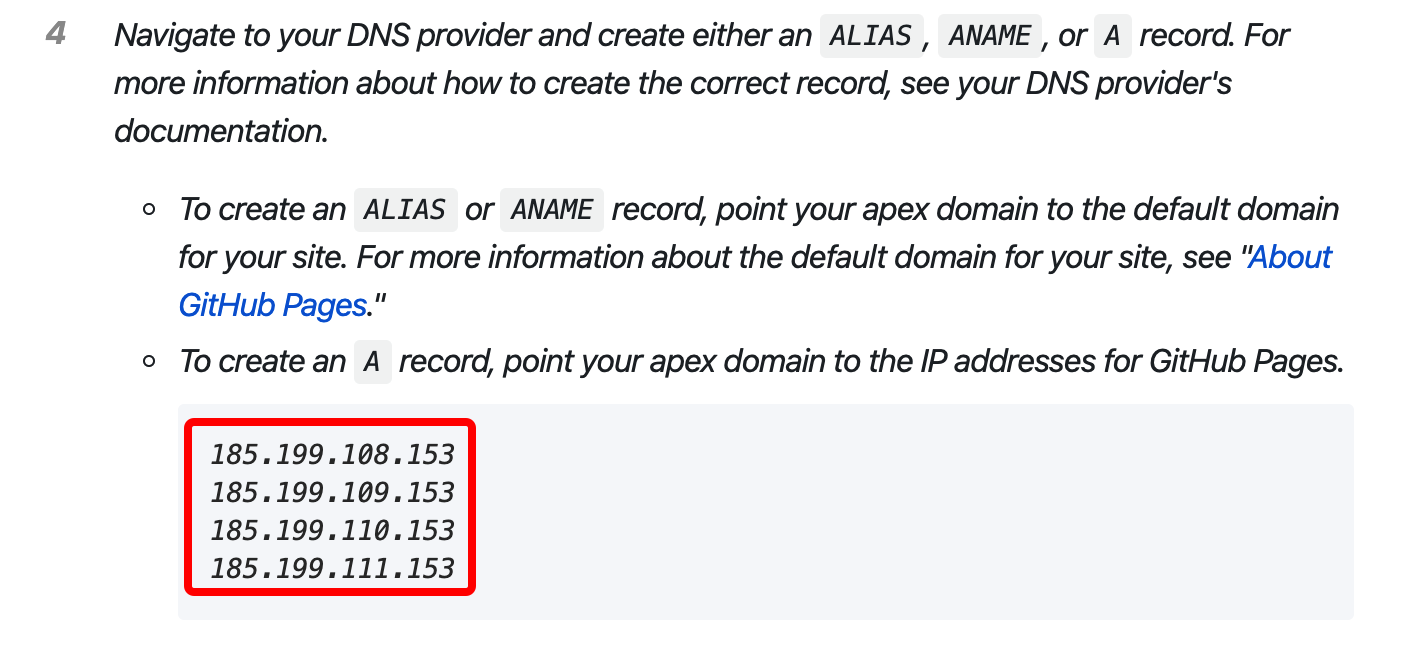 4
Navigate to your DNS provider and create either an ALIAS, ANAME, or A record. For
more information about how to create the correct record, see your DNS provider's
documentation.
To create an ALIAS or ANAME record, point your apex domain to the default domain
for your site. For more information about the default domain for your site, see "About
GitHub Pages."
To create an A record, point your apex domain to the IP addresses for GitHub Pages.
185.199.108.153
185.199.109.153
185.199.110.153
185.199.111.153